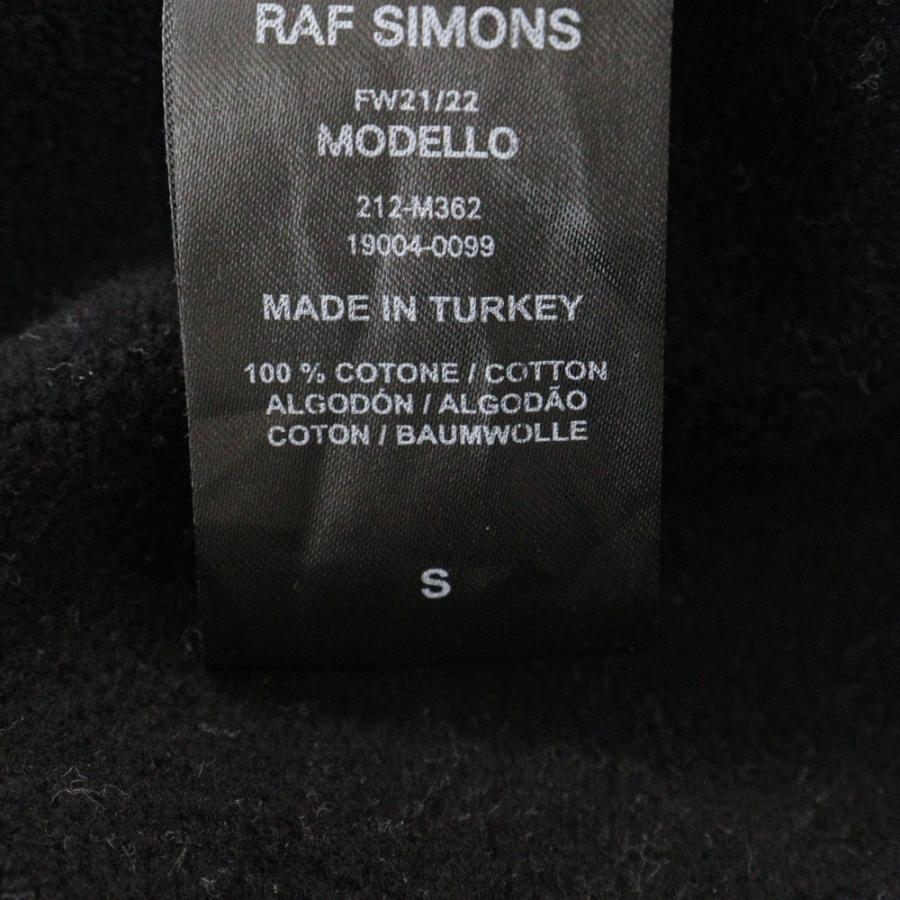 RAF SIMONS
FW21/22
MODELLO
212-M362
19004-0099
MADE IN TURKEY
100 % COTONE / COTTON
ALGODÓN / ALGODÃO
COTON / BAUMWOLLE
S